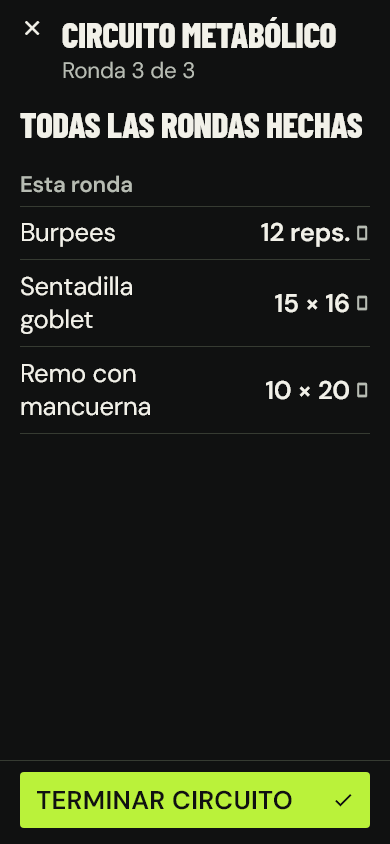 CIRCUITO METABÓLICO
Ronda 3 de 3
TODAS LAS RONDAS HECHAS
Esta ronda
Burpees 12 reps.
Sentadilla
goblet 15 × 16
Remo con
mancuerna 10 × 20
TERMINAR CIRCUITO